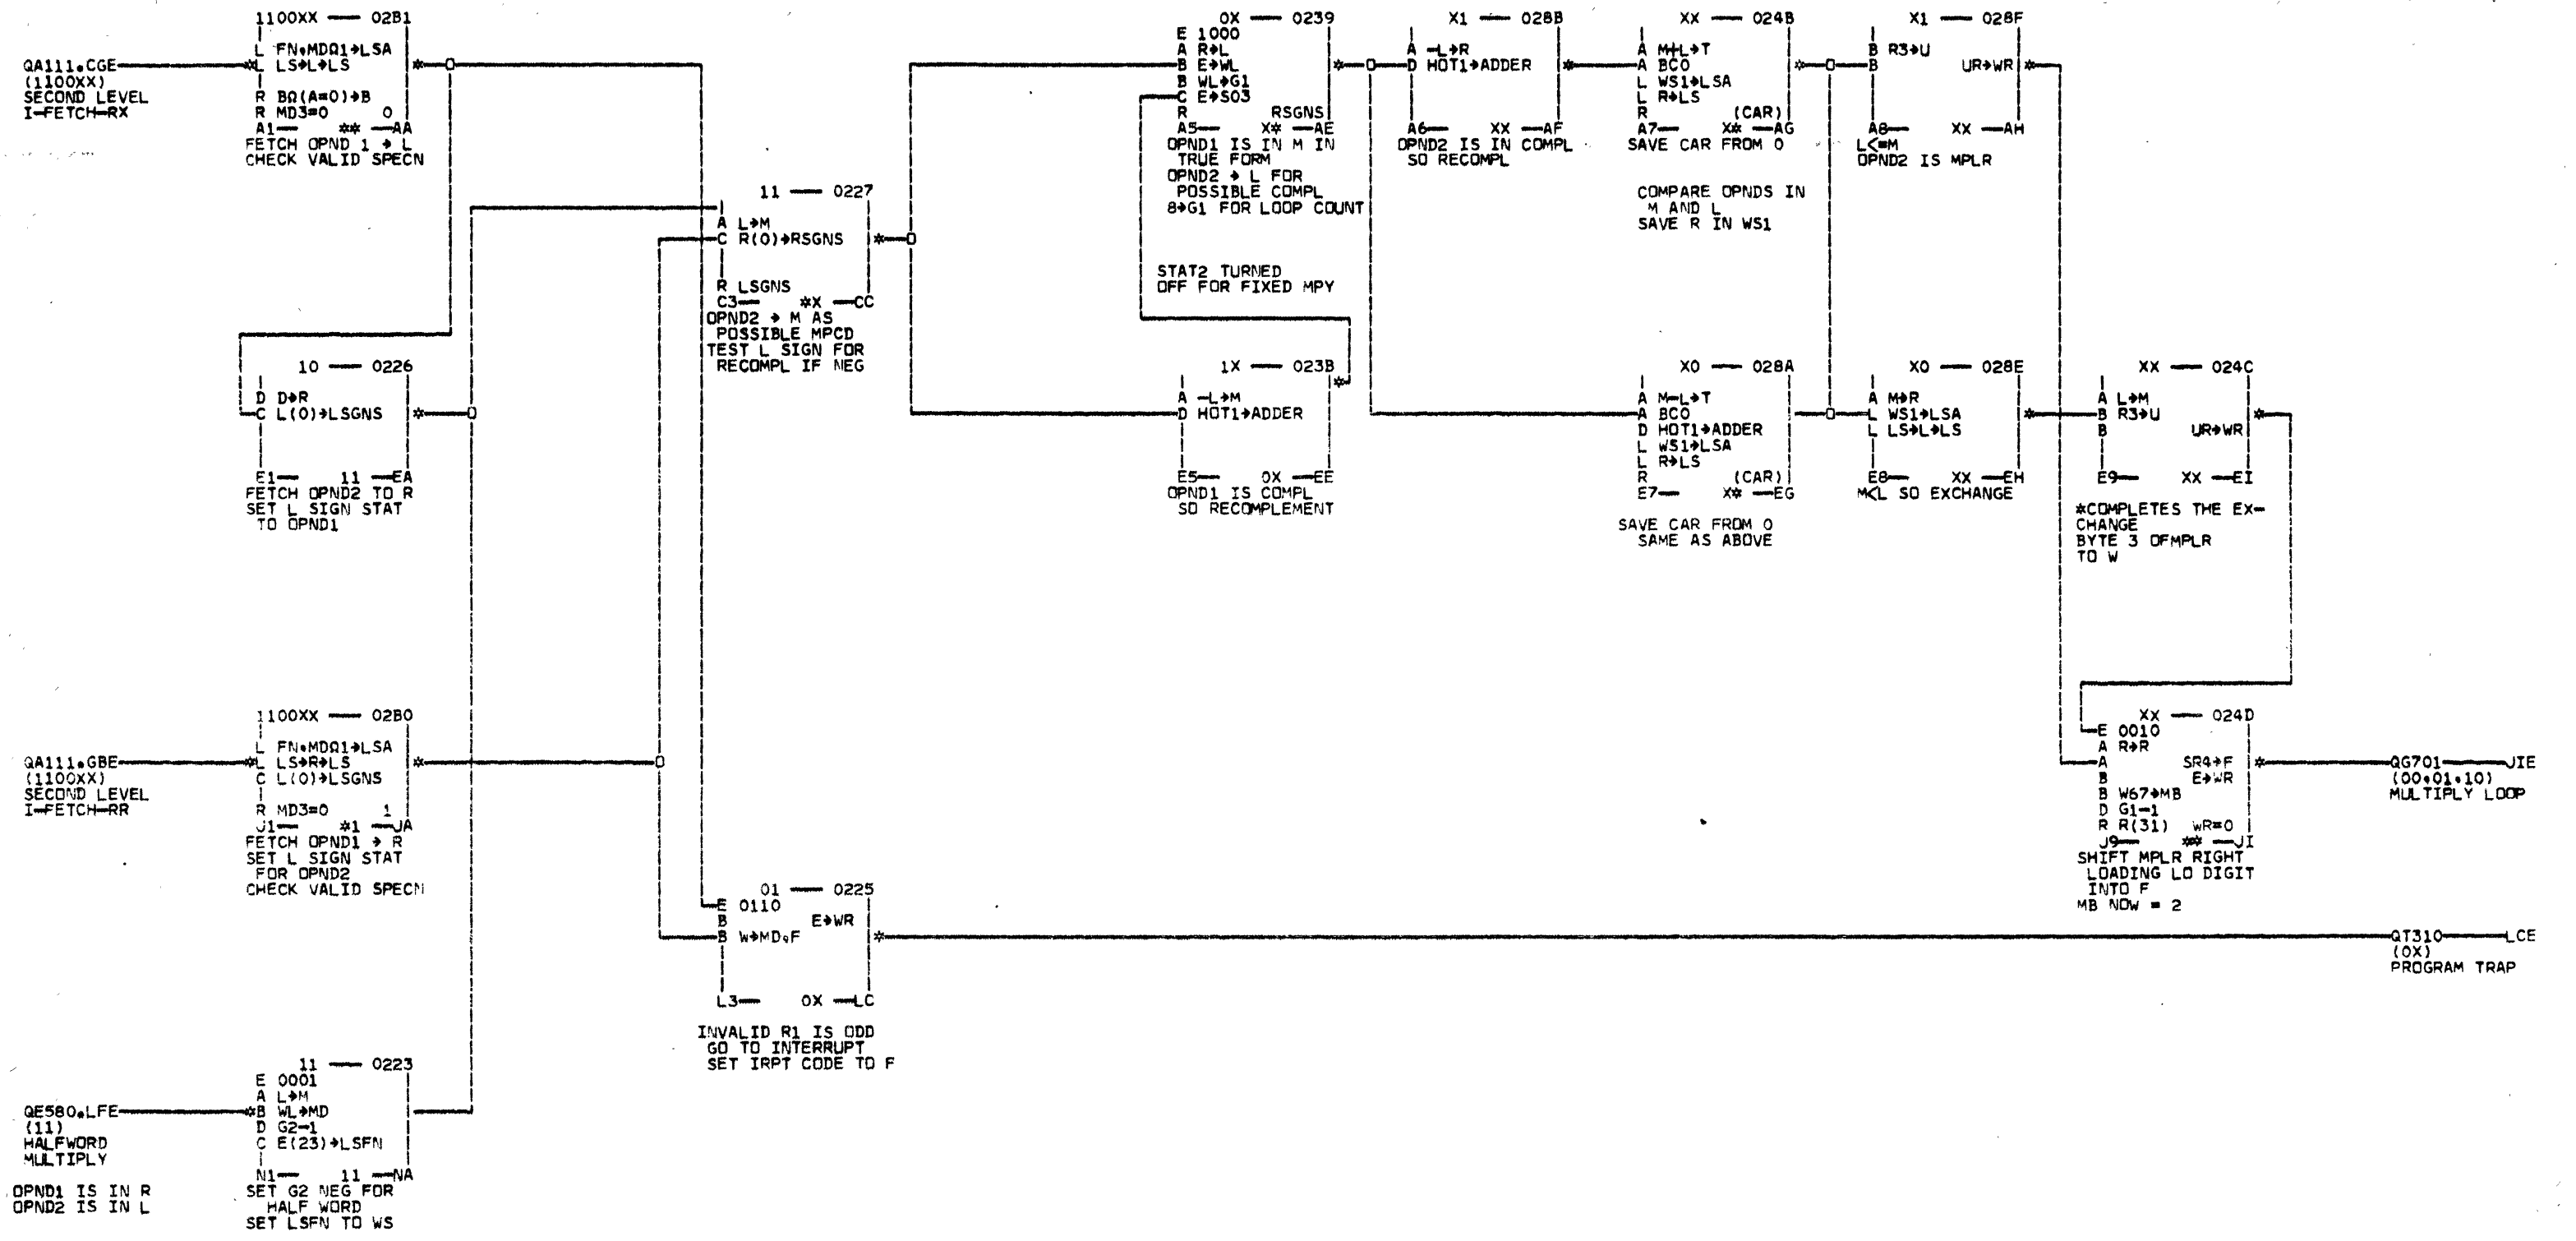 QA111.CGE
(1100XX)
SECOND LEVEL
I-FETCH-RX
1100XX — 02B1
L FN.MDΩ1→LSA
*L LS→L→LS *
R BΩ(A=0)→B
R MD3=0 0
A1— ** —AA
FETCH OPND 1 → L
CHECK VALID SPECN
10 — 0226
D D→R
C L(0)→LSGNS *
E1— 11 —EA
FETCH OPND2 TO R
SET L SIGN STAT
TO OPND1
QA111.GBE
(1100XX)
SECOND LEVEL
I-FETCH-RR
1100XX — 02B0
L FN.MDΩ1→LSA
*L LS→R→LS *
C L(0)→LSGNS
R MD3=0 1
J1— *1 —JA
FETCH OPND1 → R
SET L SIGN STAT
FOR OPND2
CHECK VALID SPECN
QE580.LFE
(11)
HALFWORD
MULTIPLY
OPND1 IS IN R
OPND2 IS IN L
11 — 0223
E 0001
A L→M
*B WL→MD
D G2-1
C E(23)→LSFN
N1— 11 —NA
SET G2 NEG FOR
HALF WORD
SET LSFN TO WS
11 — 0227
A L→M
C R(0)→RSGNS *
R LSGNS
C3— *X —CC
OPND2 → M AS
POSSIBLE MPCD
TEST L SIGN FOR
RECOMPL IF NEG
01 — 0225
E 0110
B E→WR
B W→MD,F *
L3— 0X —LC
INVALID R1 IS ODD
GO TO INTERRUPT
SET IRPT CODE TO F
0X — 0239
E 1000
A R→L
B E→WL *
B WL→G1
C E→S03
R RSGNS
A5— X* —AE
OPND1 IS IN M IN
TRUE FORM
OPND2 → L FOR
POSSIBLE COMPL
8→G1 FOR LOOP COUNT
STAT2 TURNED
OFF FOR FIXED MPY
1X — 023B
*
A -L→M
D HOT1→ADDER
E5— 0X —EE
OPND1 IS COMPL
SO RECOMPLEMENT
X1 — 028B
A -L→R
D HOT1→ADDER *
A6— XX —AF
OPND2 IS IN COMPL
SO RECOMPL
XX — 024B
A M+L→T
A BCO *
L WS1→LSA
L R→LS
R (CAR)
A7— X* —AG
SAVE CAR FROM 0
COMPARE OPNDS IN
M AND L
SAVE R IN WS1
X0 — 028A
A M-L→T
A BCO
D HOT1→ADDER
L WS1→LSA
L R→LS
R (CAR)
E7— X* —EG
SAVE CAR FROM 0
SAME AS ABOVE
X1 — 028F
B R3→U
B UR→WR *
A8— XX —AH
L<=M
OPND2 IS MPLR
X0 — 028E
A M→R
L WS1→LSA *
L LS→L→LS
E8— XX —EH
M<L SO EXCHANGE
XX — 024C
A L→M
B R3→U *
B UR→WR
E9— XX —EI
*COMPLETES THE EX-
CHANGE
BYTE 3 OFMPLR
TO W
XX — 024D
E 0010
A R→R
A SR4→F *
B E→WR
B W67→MB
D G1-1
R R(31) WR=0
J9— ** —JI
SHIFT MPLR RIGHT
LOADING LO DIGIT
INTO F
MB NOW = 2
QG701—JIE
(00.01.10)
MULTIPLY LOOP
QT310—LCE
(0X)
PROGRAM TRAP